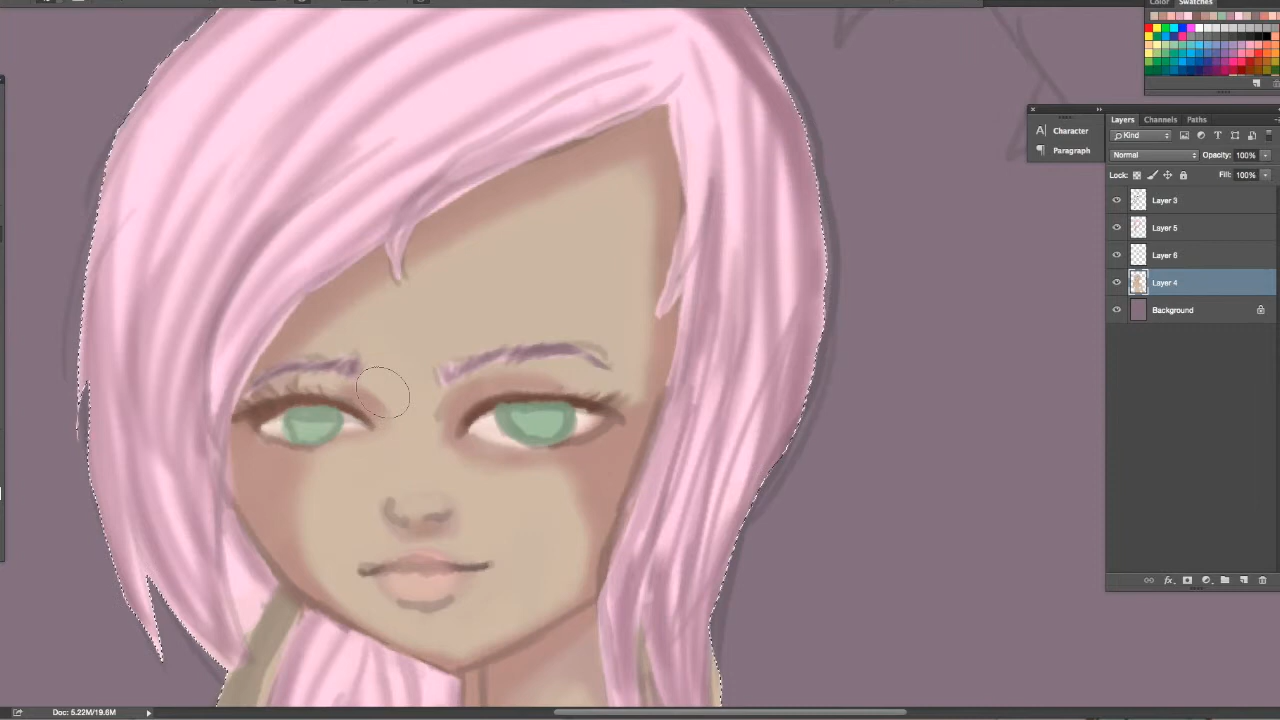 Color Swatches
Character
Paragraph
Layers Channels Paths
Kind
Normal Opacity: 100%
Lock: Fill: 100%
Layer 3
Layer 5
Layer 6
Layer 4
Background
Doc: 5.22M/19.6M